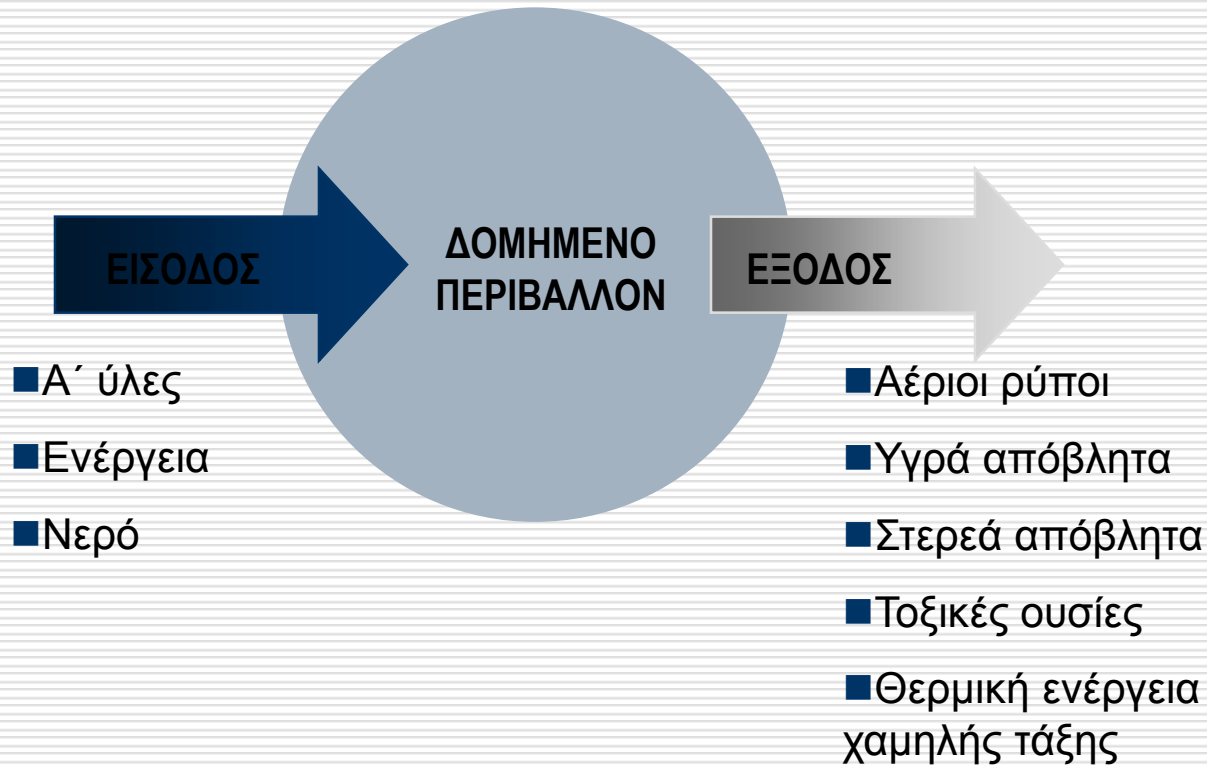 ΕΙΣΟΔΟΣ
ΔΟΜΗΜΕΝΟ
ΠΕΡΙΒΑΛΛΟΝ
ΕΞΟΔΟΣ
■Α΄ ύλες
■Ενέργεια
■Νερό
■Αέριοι ρύποι
■Υγρά απόβλητα
■Στερεά απόβλητα
■Τοξικές ουσίες
■Θερμική ενέργεια
χαμηλής τάξης